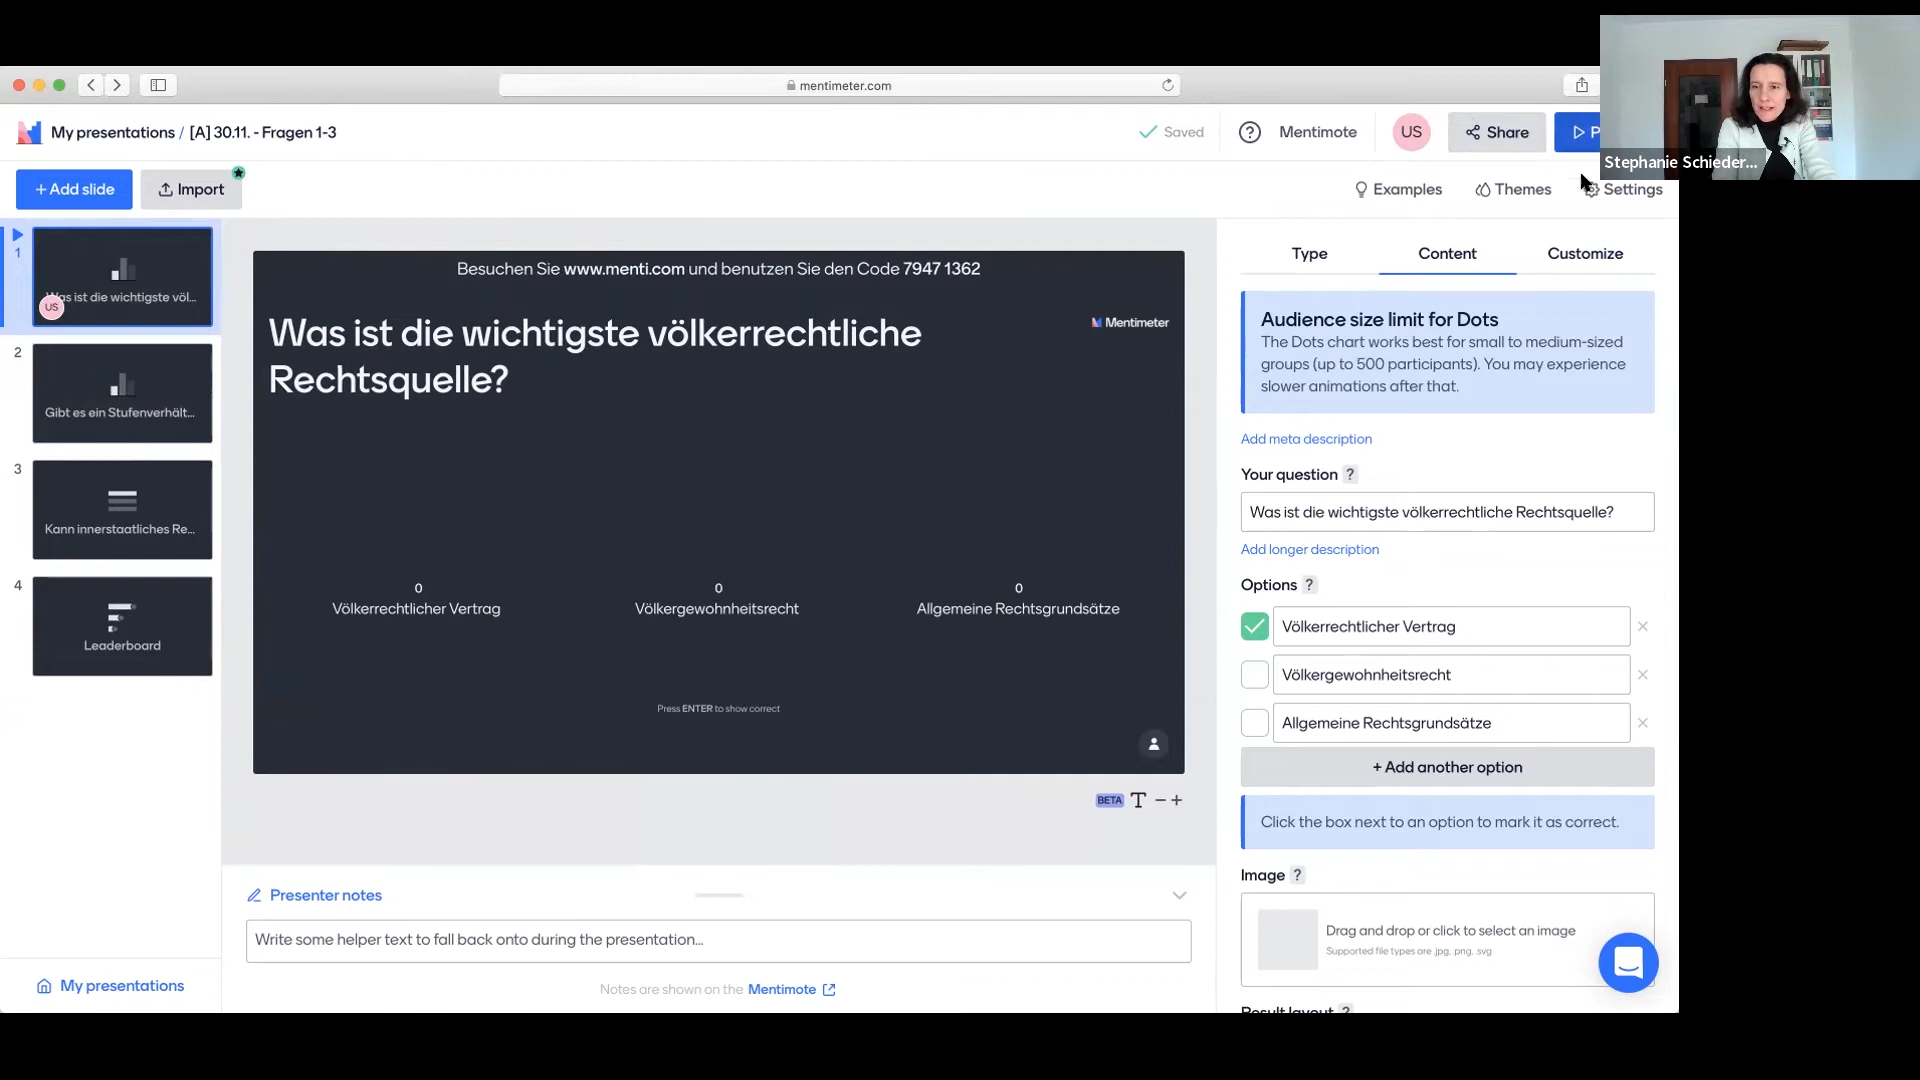 mentimeter.com
My presentations / [A] 30.11. - Fragen 1-3
Saved
Mentimote
US
Share
P
Stephanie Schieder...
+ Add slide
Import
Examples
Themes
Settings
1
Was ist die wichtigste völ...
US
2
Gibt es ein Stufenverhält...
3
Kann innerstaatliches Re...
4
Leaderboard
My presentations
Besuchen Sie www.menti.com und benutzen Sie den Code 7947 1362
Was ist die wichtigste völkerrechtliche
Rechtsquelle?
Mentimeter
0
Völkerrechtlicher Vertrag
0
Völkergewohnheitsrecht
0
Allgemeine Rechtsgrundsätze
Press ENTER to show correct
BETA T − +
Presenter notes
Write some helper text to fall back onto during the presentation...
Notes are shown on the Mentimote
Type
Content
Customize
Audience size limit for Dots
The Dots chart works best for small to medium-sized
groups (up to 500 participants). You may experience
slower animations after that.
Add meta description
Your question ?
Was ist die wichtigste völkerrechtliche Rechtsquelle?
Add longer description
Options ?
Völkerrechtlicher Vertrag
Völkergewohnheitsrecht
Allgemeine Rechtsgrundsätze
+ Add another option
Click the box next to an option to mark it as correct.
Image ?
Drag and drop or click to select an image
Supported file types are .jpg, .png, .svg
Result layout ?